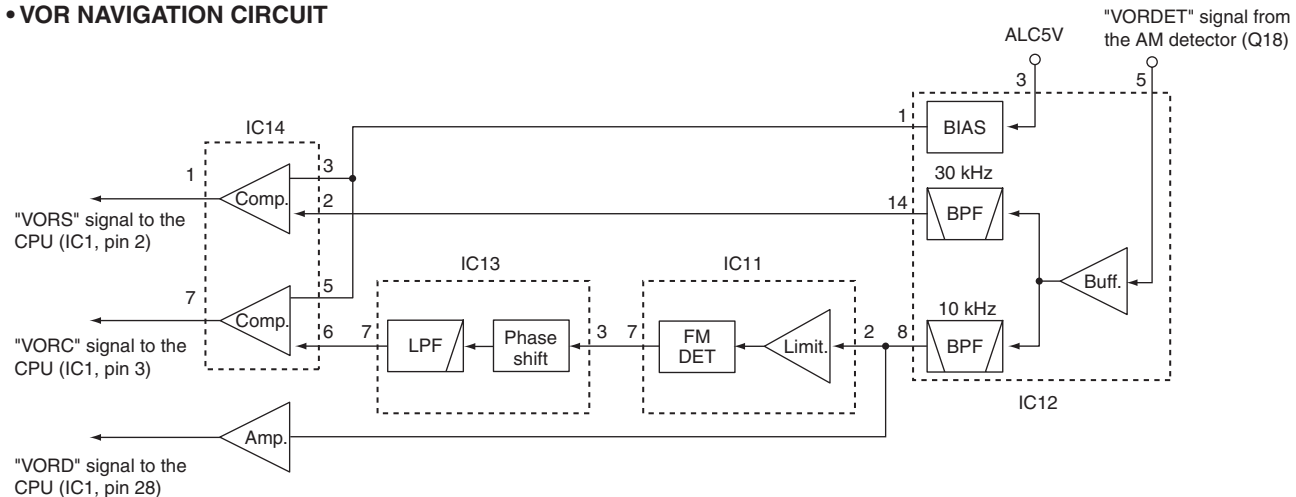 • VOR NAVIGATION CIRCUIT
"VORDET" signal from
the AM detector (Q18)
ALC5V
3
5
IC14
1
BIAS
1
3
Comp.
2
30 kHz
14
BPF
"VORS" signal to the
CPU (IC1, pin 2)
IC13
IC11
Buff.
7
5
Comp.
6
10 kHz
7
LPF
Phase
shift
3
7
FM
DET
Limit.
2
8
BPF
"VORC" signal to the
CPU (IC1, pin 3)
IC12
Amp.
"VORD" signal to the
CPU (IC1, pin 28)